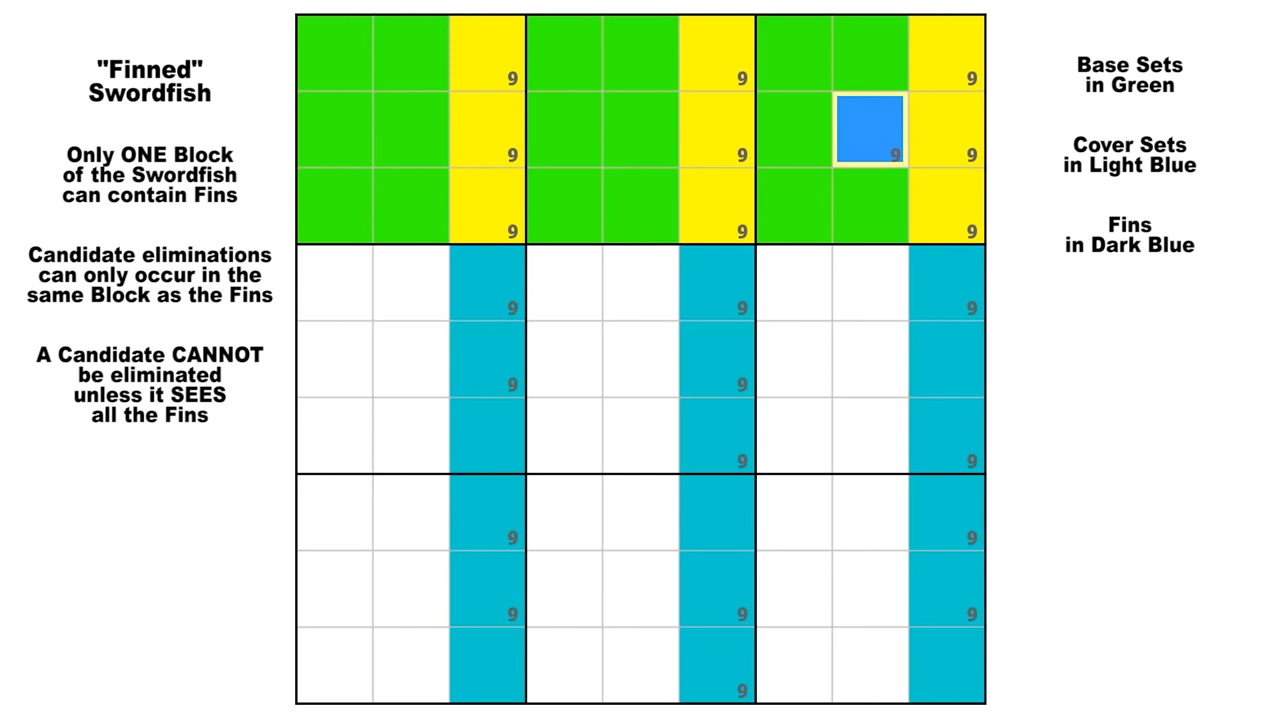 "Finned"
Swordfish
Only ONE Block
of the Swordfish
can contain Fins
Candidate eliminations
can only occur in the
same Block as the Fins
A Candidate CANNOT
be eliminated
unless it SEES
all the Fins
9 9 9
9 9 9 9
9 9 9
9 9 9
9 9
9 9
9 9
9 9 9
9
Base Sets
in Green
Cover Sets
in Light Blue
Fins
in Dark Blue